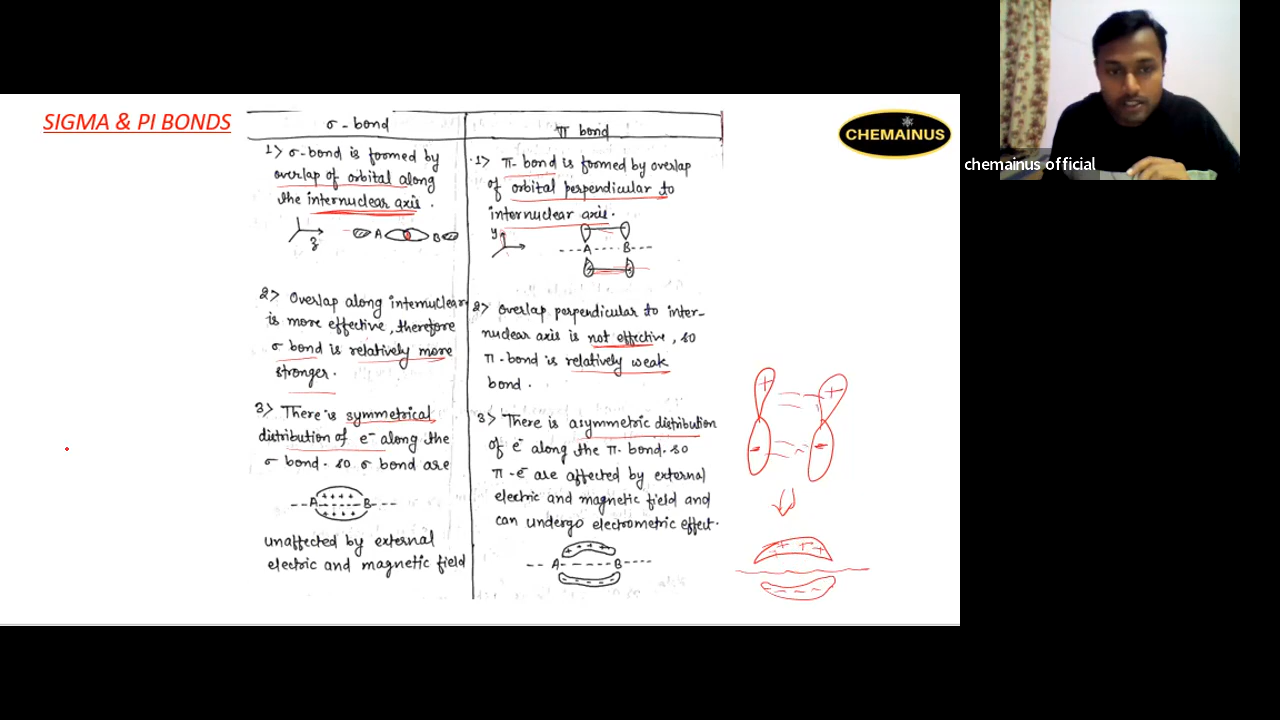 SIGMA & PI BONDS
σ - bond
1> σ-bond is formed by
overlap of orbital along
the internuclear axis.
z
A
B
2> Overlap along internuclear
is more effective, therefore
σ bond is relatively more
stronger.
3> There is symmetrical
distribution of e⁻ along the
σ bond. so σ bond are
+ + + +
---A-----B---
+ + + +
unaffected by external
electric and magnetic field
π bond
1> π-bond is formed by overlap
of orbital perpendicular to
internuclear axis.
y
---A----B---
2> Overlap perpendicular to inter-
nuclear axis is not effective, so
π-bond is relatively weak
bond.
3> There is asymmetric distribution
of e⁻ along the π-bond. so
π-e⁻ are affected by external
electric and magnetic field and
can undergo electrometric effect.
+ + + +
--A-----B----
- - - -
+ +
- -
+ + + +
- - - -
CHEMAINUS
chemainus official